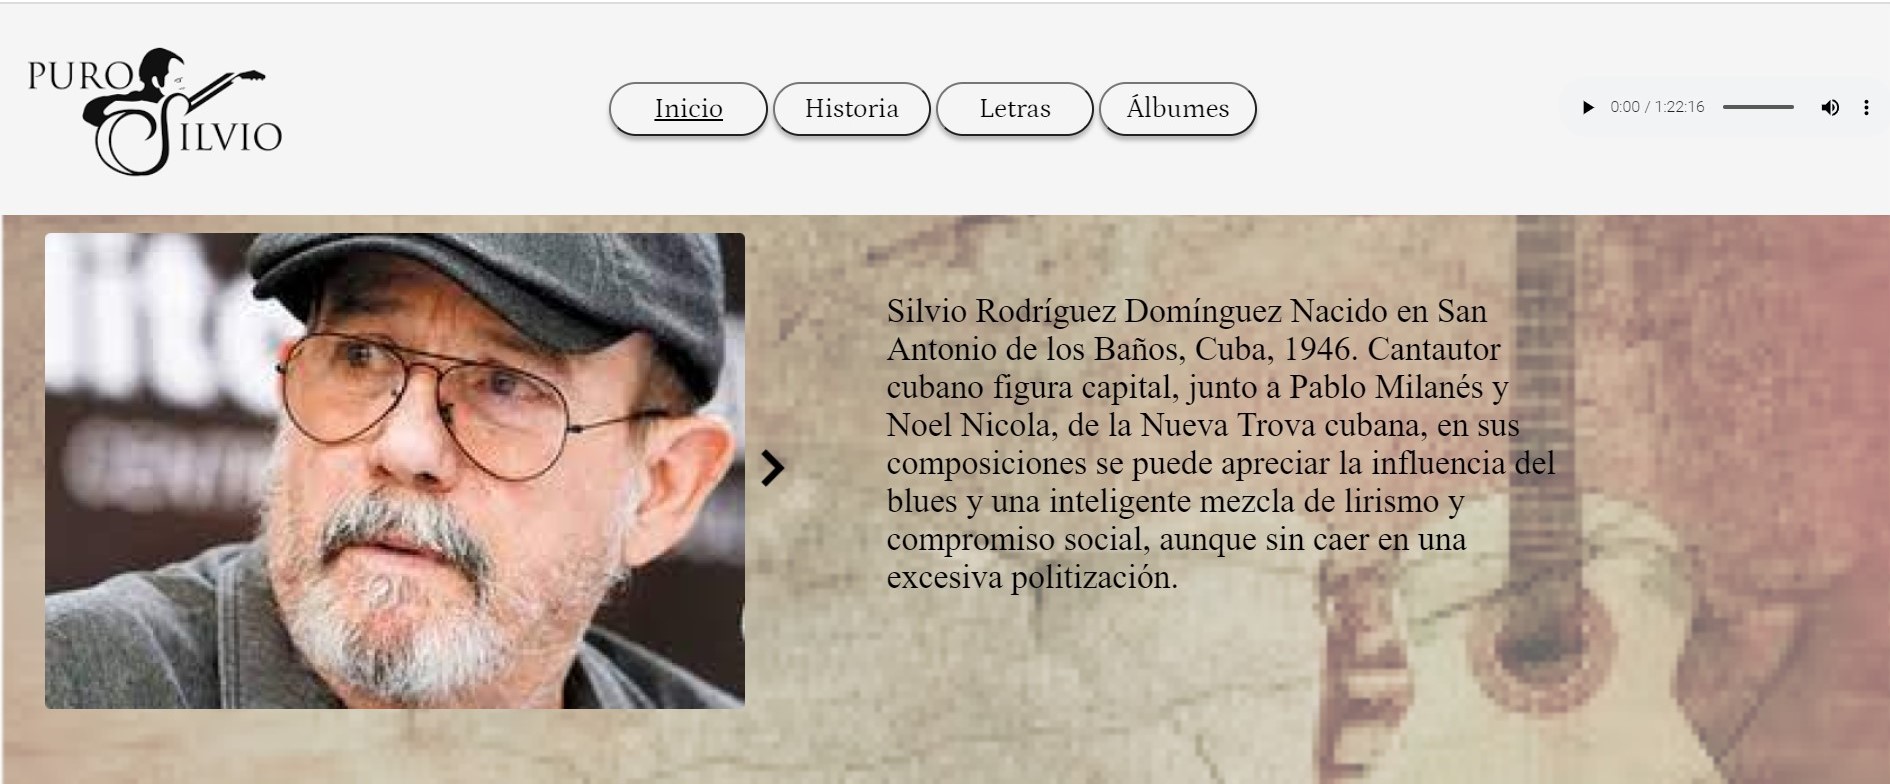 PURO
SILVIO
Inicio
Historia
Letras
Álbumes
0:00 / 1:22:16
Silvio Rodríguez Domínguez Nacido en San
Antonio de los Baños, Cuba, 1946. Cantautor
cubano figura capital, junto a Pablo Milanés y
Noel Nicola, de la Nueva Trova cubana, en sus
composiciones se puede apreciar la influencia del
blues y una inteligente mezcla de lirismo y
compromiso social, aunque sin caer en una
excesiva politización.